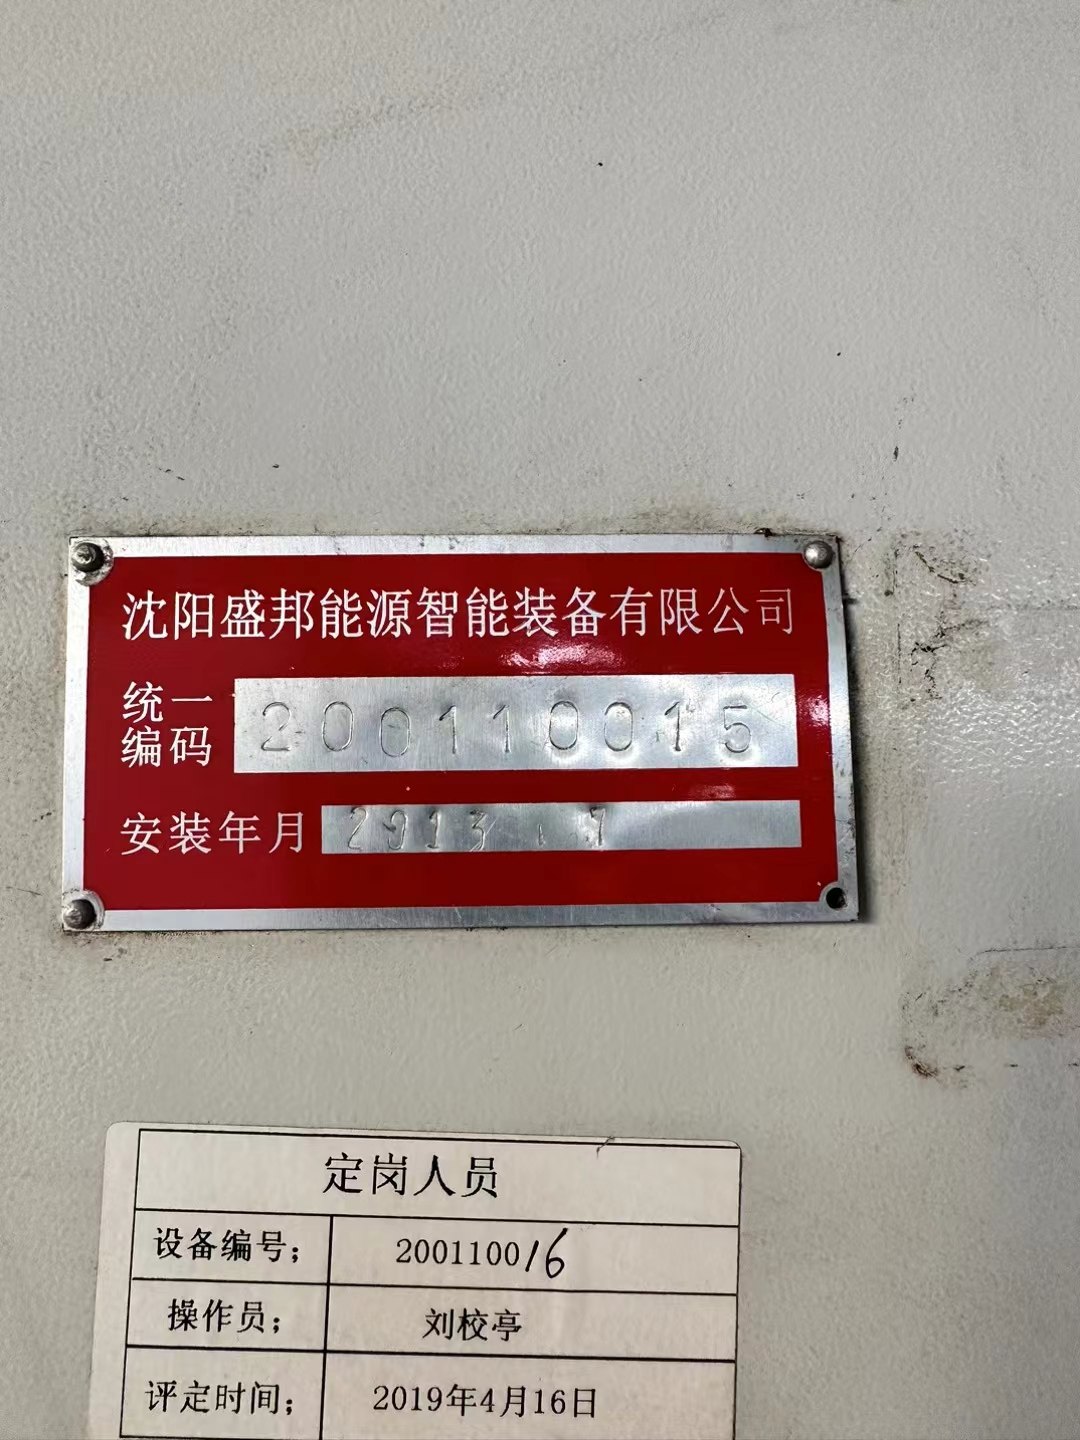 沈阳盛邦能源智能装备有限公司
统一
编码 200110015
安装年月 2013.7
定岗人员
设备编号; 200110016
操作员; 刘校亭
评定时间; 2019年4月16日